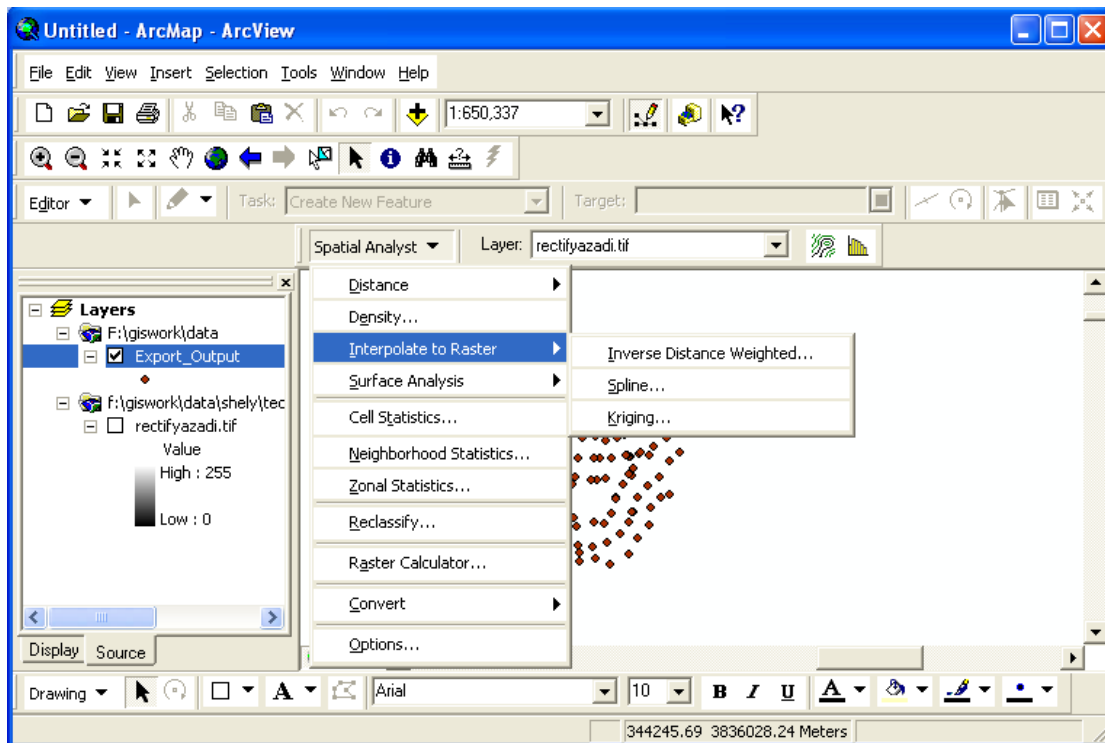 Untitled - ArcMap - ArcView
File Edit View Insert Selection Tools Window Help
1:650,337
Editor Task: Create New Feature Target:
Spatial Analyst Layer: rectifyazadi.tif
Layers
F:\giswork\data
Export_Output
f:\giswork\data\shely\tec
rectifyazadi.tif
Value
High : 255
Low : 0
Display Source
Distance
Density...
Interpolate to Raster
Surface Analysis
Cell Statistics...
Neighborhood Statistics...
Zonal Statistics...
Reclassify...
Raster Calculator...
Convert
Options...
Inverse Distance Weighted...
Spline...
Kriging...
Drawing A Arial 10 B I U A
344245.69 3836028.24 Meters